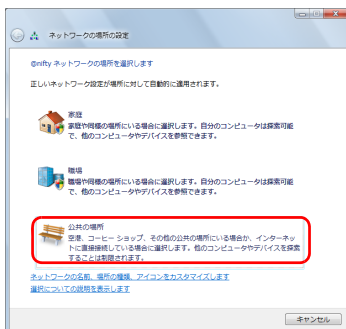 ネットワークの場所の設定
@nifty ネットワークの場所を選択します
正しいネットワーク設定が場所に対して自動的に適用されます。
家庭
家庭や同様の場所にいる場合に選択します。自分のコンピュータは探索可能
で、他のコンピュータやデバイスを参照できます。
職場
職場や同様の場所にいる場合に選択します。自分のコンピュータは探索可能
で、他のコンピュータやデバイスを参照できます。
公共の場所
空港、コーヒー ショップ、その他の公共の場所にいる場合か、インターネッ
トに直接接続している場合に選択します。他のコンピュータやデバイスを探索
することは制限されます。
ネットワークの名前、場所の種類、アイコンをカスタマイズします
選択についての説明を表示します
キャンセル